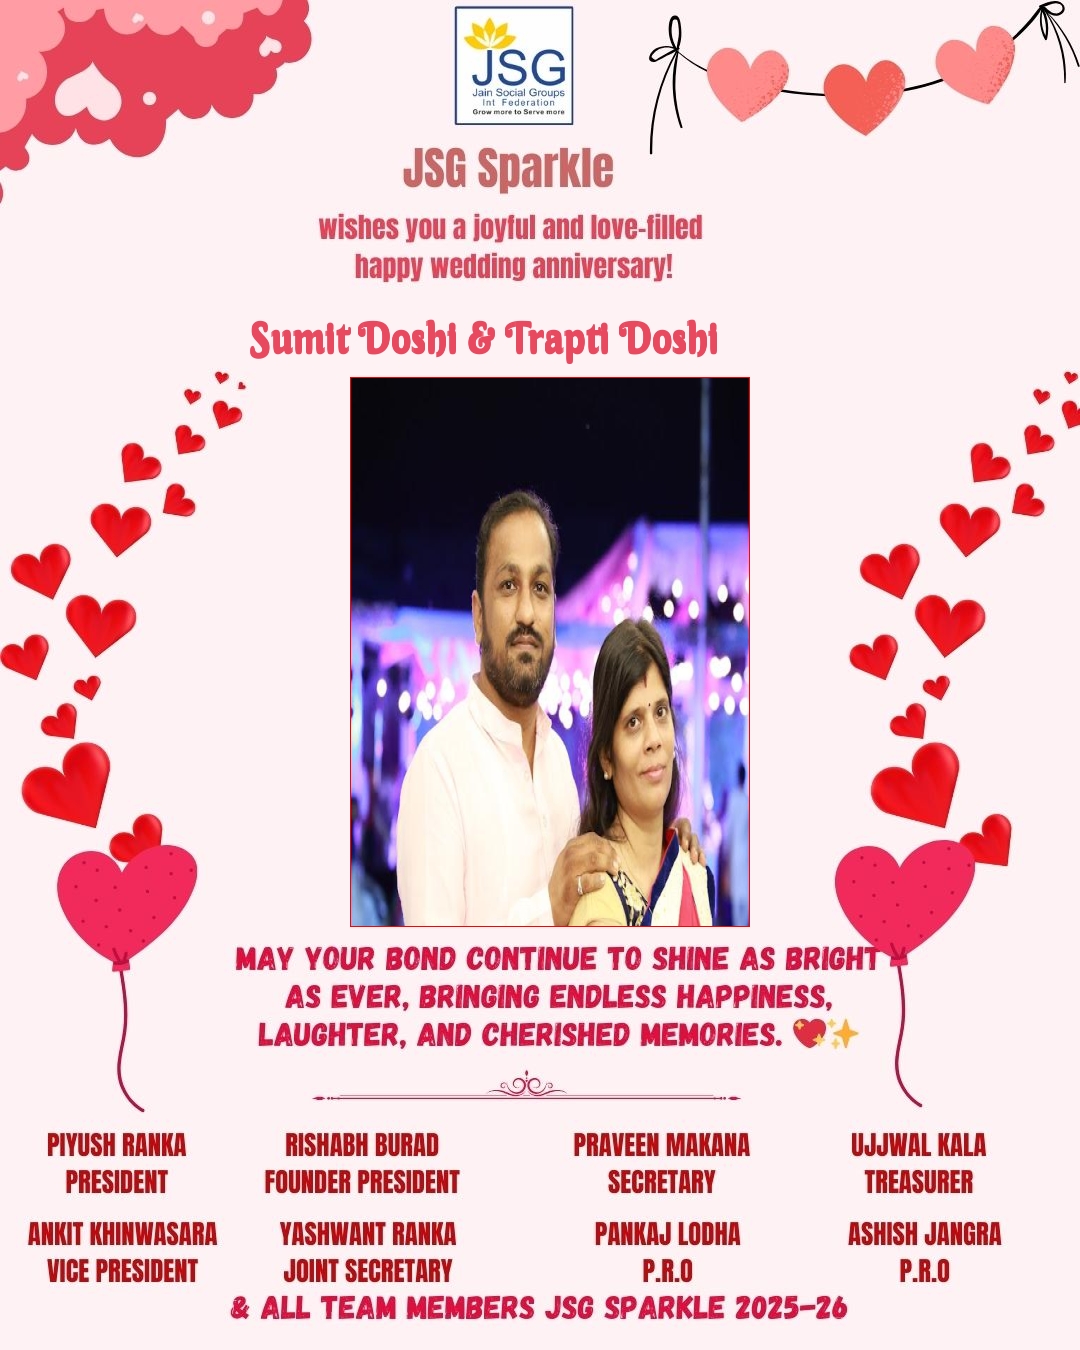 JSG
Jain Social Groups
Int Federation
Grow more to Serve more
JSG Sparkle
wishes you a joyful and love-filled
happy wedding anniversary!
Sumit Doshi & Trapti Doshi
MAY YOUR BOND CONTINUE TO SHINE AS BRIGHT
AS EVER, BRINGING ENDLESS HAPPINESS,
LAUGHTER, AND CHERISHED MEMORIES. 💖✨
PIYUSH RANKA
PRESIDENT
RISHABH BURAD
FOUNDER PRESIDENT
PRAVEEN MAKANA
SECRETARY
UJJWAL KALA
TREASURER
ANKIT KHINWASARA
VICE PRESIDENT
YASHWANT RANKA
JOINT SECRETARY
PANKAJ LODHA
P.R.O
ASHISH JANGRA
P.R.O
& ALL TEAM MEMBERS JSG SPARKLE 2025-26